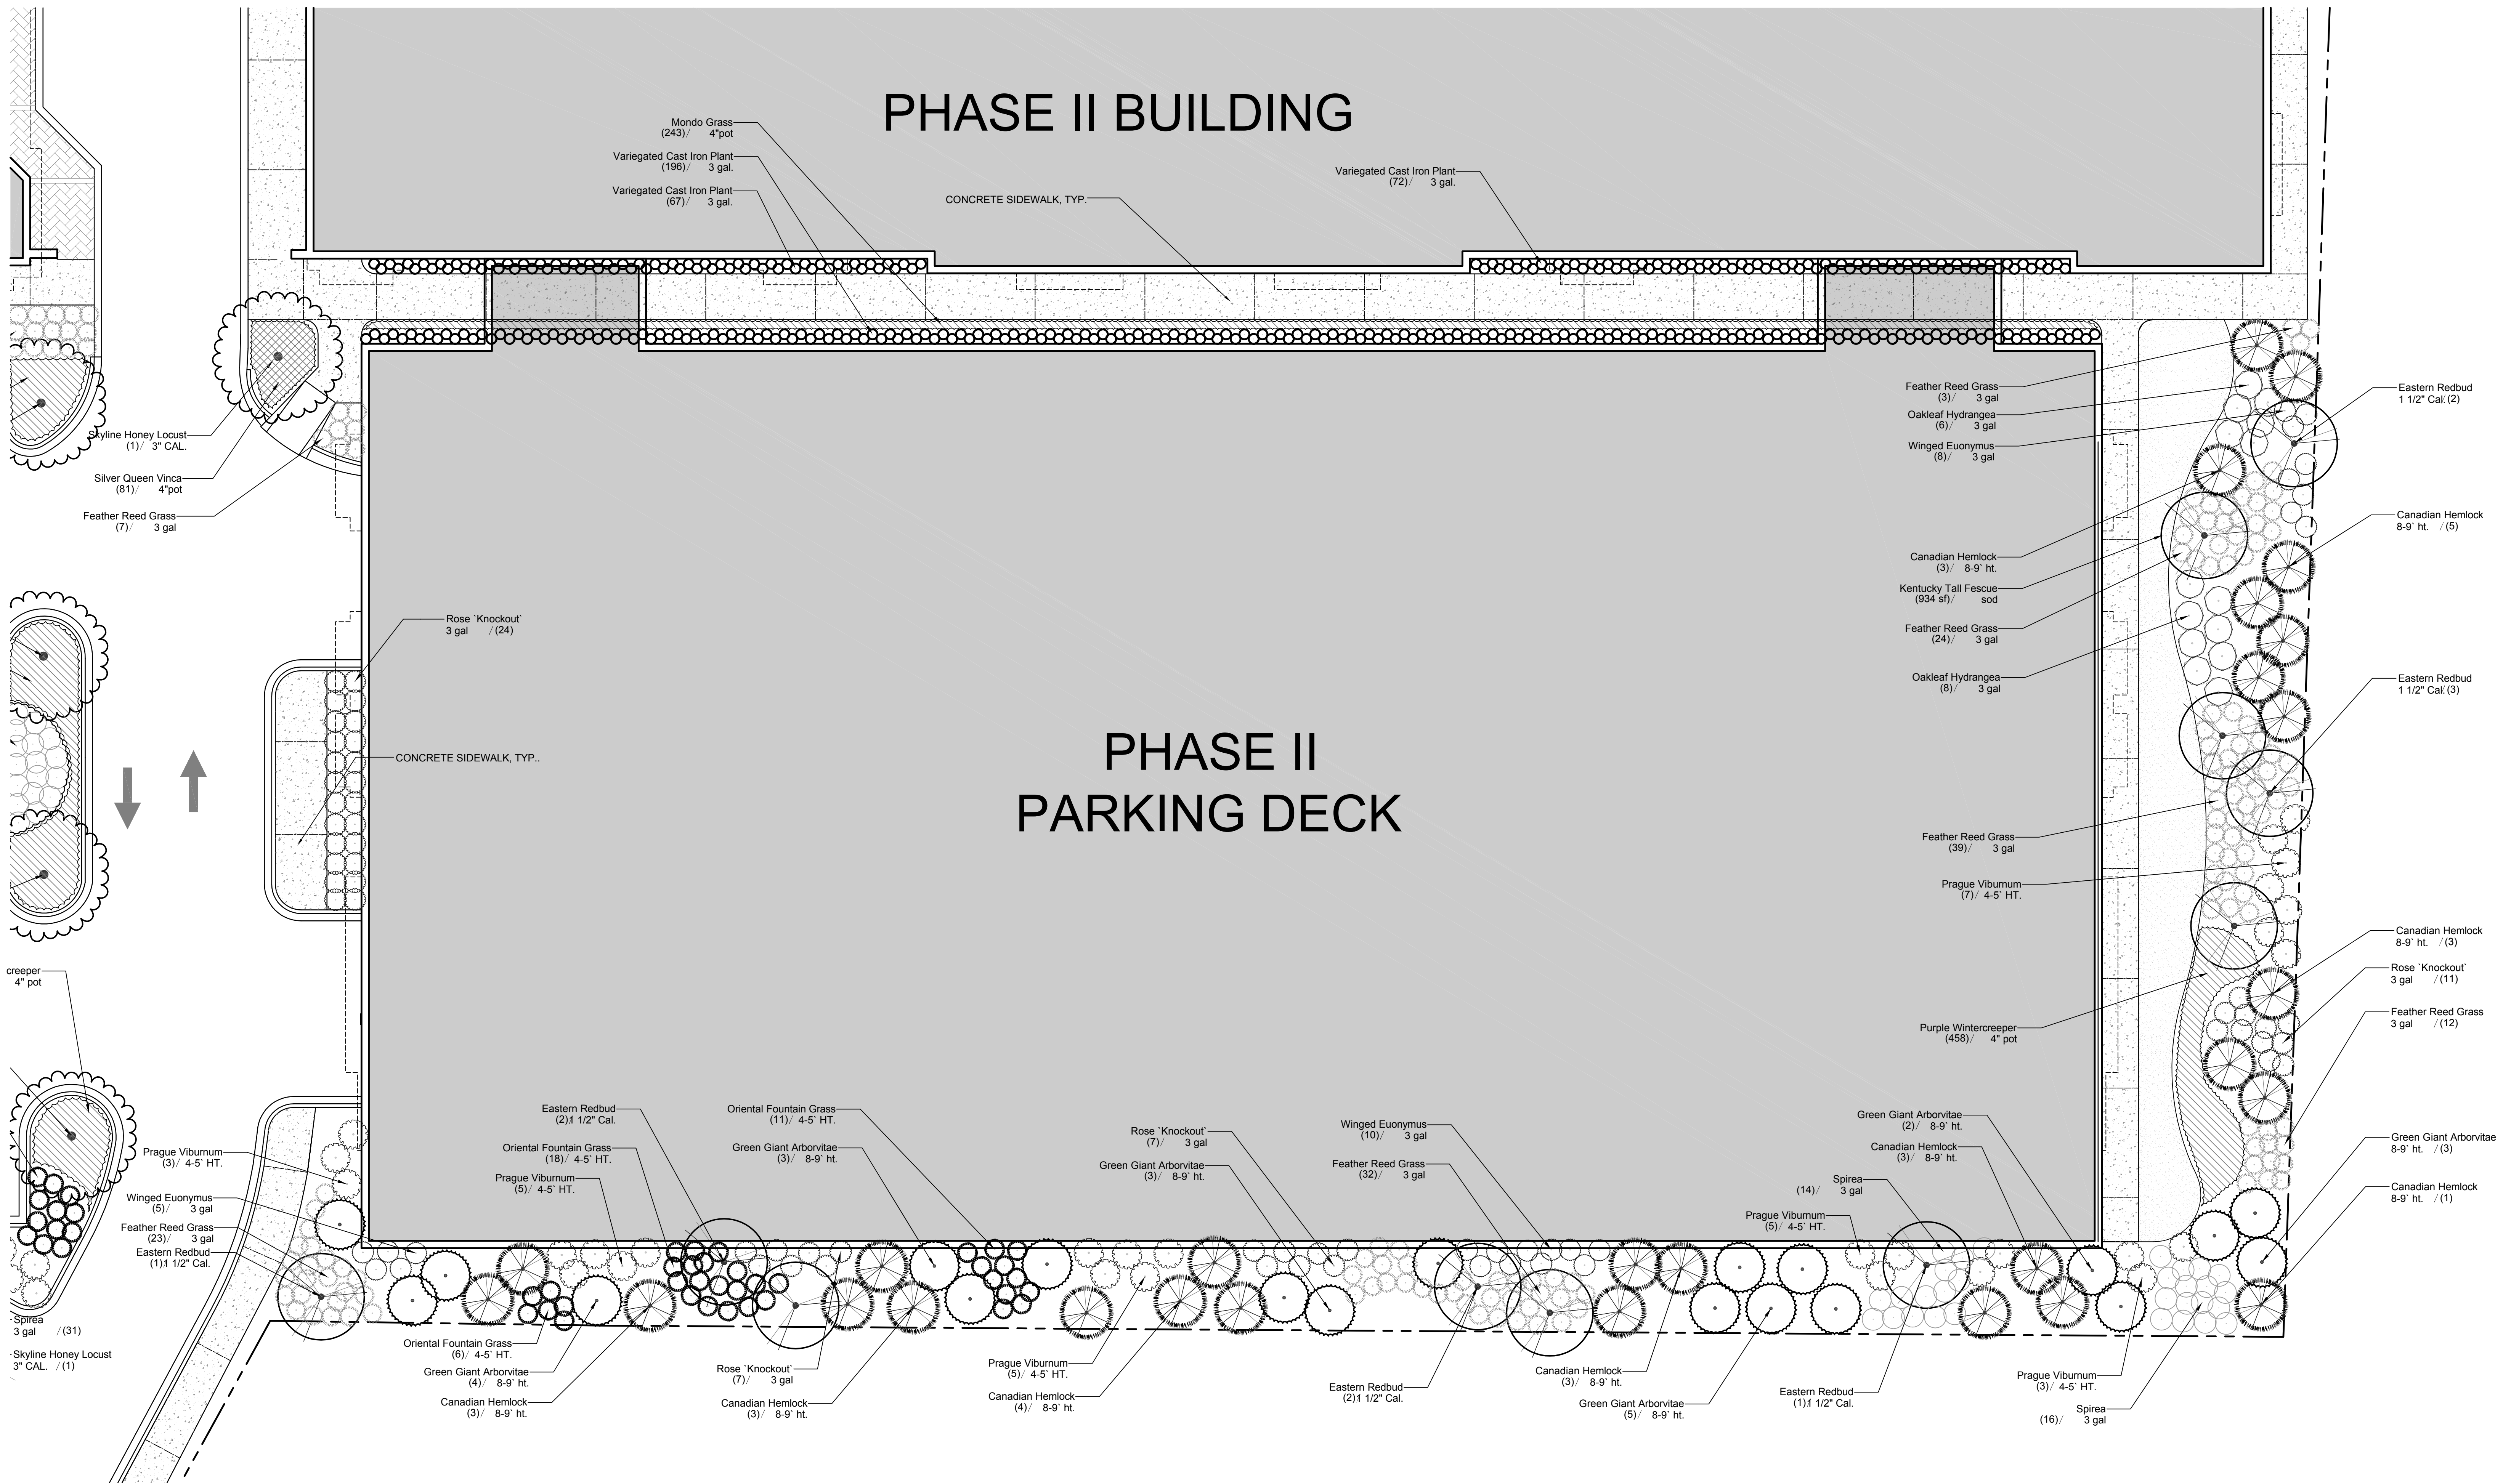 PHASE II BUILDING
Mondo Grass
(243)/ 4"pot
Variegated Cast Iron Plant
(196)/ 3 gal.
Variegated Cast Iron Plant
(67)/ 3 gal.
CONCRETE SIDEWALK, TYP.
Variegated Cast Iron Plant
(72)/ 3 gal.
Skyline Honey Locust
(1)/ 3" CAL.
Silver Queen Vinca
(81)/ 4"pot
Feather Reed Grass
(7)/ 3 gal
Feather Reed Grass
(3)/ 3 gal
Oakleaf Hydrangea
(6)/ 3 gal
Winged Euonymus
(8)/ 3 gal
Eastern Redbud
1 1/2" Cal. /(2)
Canadian Hemlock
8-9` ht. /(5)
Canadian Hemlock
(3)/ 8-9` ht.
Kentucky Tall Fescue
(934 sf)/ sod
Feather Reed Grass
(24)/ 3 gal
Oakleaf Hydrangea
(8)/ 3 gal
Eastern Redbud
1 1/2" Cal. /(3)
Rose `Knockout`
3 gal /(24)
CONCRETE SIDEWALK, TYP..
PHASE II
PARKING DECK
Feather Reed Grass
(39)/ 3 gal
Prague Viburnum
(7)/ 4-5` HT.
Canadian Hemlock
8-9` ht. /(3)
Rose `Knockout`
3 gal /(11)
Feather Reed Grass
3 gal /(12)
creeper
4" pot
Purple Wintercreeper
(458)/ 4" pot
Green Giant Arborvitae
8-9` ht. /(3)
Canadian Hemlock
8-9` ht. /(1)
Prague Viburnum
(3)/ 4-5` HT.
Winged Euonymus
(5)/ 3 gal
Feather Reed Grass
(23)/ 3 gal
Eastern Redbud
(1)/1 1/2" Cal.
Eastern Redbud
(2)/1 1/2" Cal.
Oriental Fountain Grass
(18)/ 4-5` HT.
Prague Viburnum
(5)/ 4-5` HT.
Oriental Fountain Grass
(11)/ 4-5` HT.
Green Giant Arborvitae
(3)/ 8-9` ht.
Rose `Knockout`
(7)/ 3 gal
Green Giant Arborvitae
(3)/ 8-9` ht.
Winged Euonymus
(10)/ 3 gal
Feather Reed Grass
(32)/ 3 gal
Green Giant Arborvitae
(2)/ 8-9` ht.
Canadian Hemlock
(3)/ 8-9` ht.
Spirea
(14)/ 3 gal
Prague Viburnum
(5)/ 4-5` HT.
Spirea
3 gal /(31)
Skyline Honey Locust
3" CAL. /(1)
Oriental Fountain Grass
(6)/ 4-5` HT.
Green Giant Arborvitae
(4)/ 8-9` ht.
Canadian Hemlock
(3)/ 8-9` ht.
Rose `Knockout`
(7)/ 3 gal
Canadian Hemlock
(3)/ 8-9` ht.
Prague Viburnum
(5)/ 4-5` HT.
Canadian Hemlock
(4)/ 8-9` ht.
Eastern Redbud
(2)/1 1/2" Cal.
Canadian Hemlock
(3)/ 8-9` ht.
Green Giant Arborvitae
(5)/ 8-9` ht.
Eastern Redbud
(1)/1 1/2" Cal.
Prague Viburnum
(3)/ 4-5` HT.
Spirea
(16)/ 3 gal